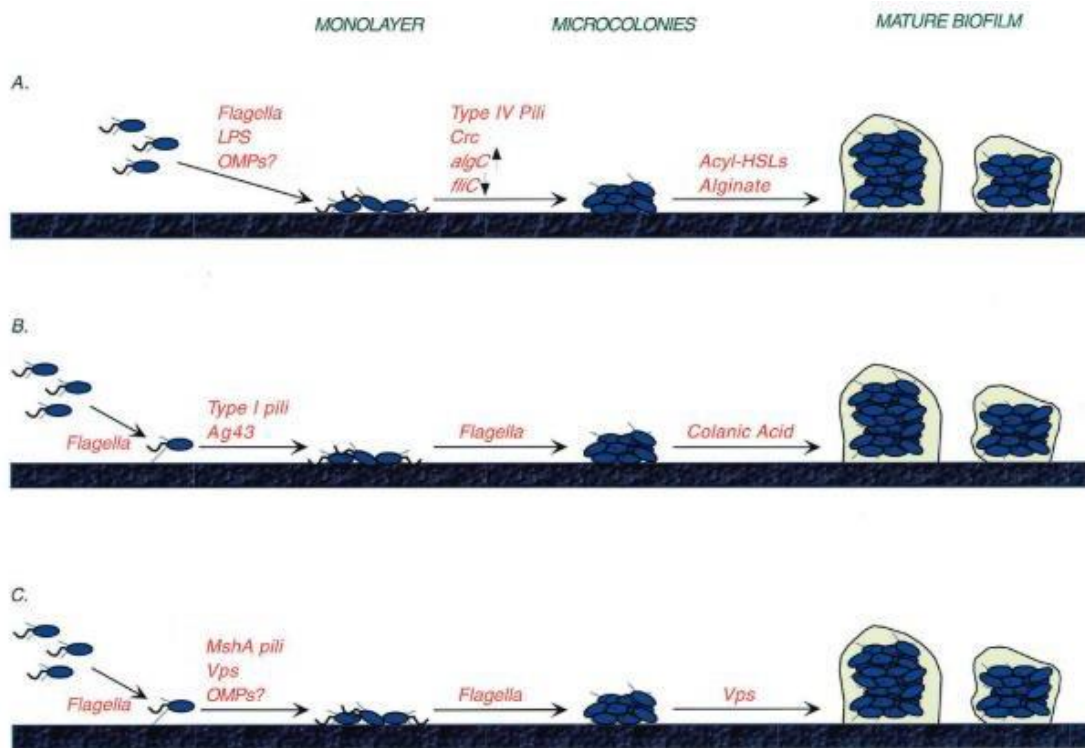 MONOLAYER MICROCOLONIES MATURE BIOFILM
A.
Flagella
LPS
OMPs?
Type IV Pili
Crc
algC
fliC
Acyl-HSLs
Alginate
B.
Flagella
Type I pili
Ag43
Flagella
Colanic Acid
C.
Flagella
MshA pili
Vps
OMPs?
Flagella
Vps